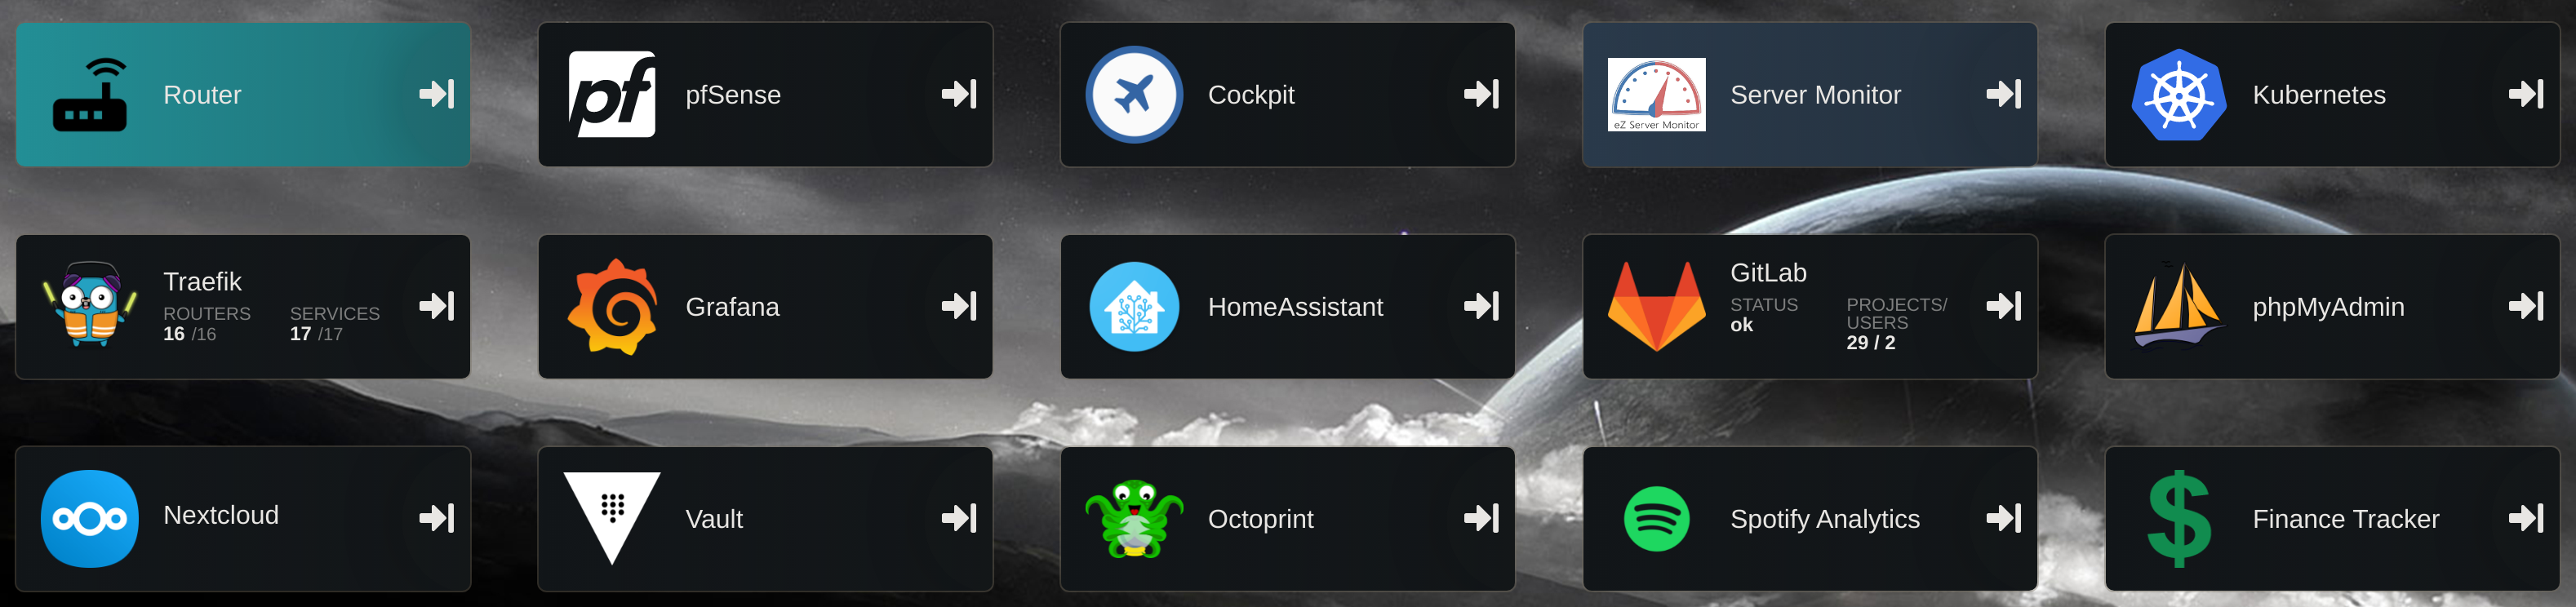 Router
pf
pfSense
Cockpit
eZ Server Monitor
Server Monitor
Kubernetes
Traefik
ROUTERS SERVICES
16 /16 17 /17
Grafana
HomeAssistant
GitLab
STATUS PROJECTS/
USERS
ok
29 / 2
phpMyAdmin
Nextcloud
Vault
Octoprint
Spotify Analytics
$
Finance Tracker